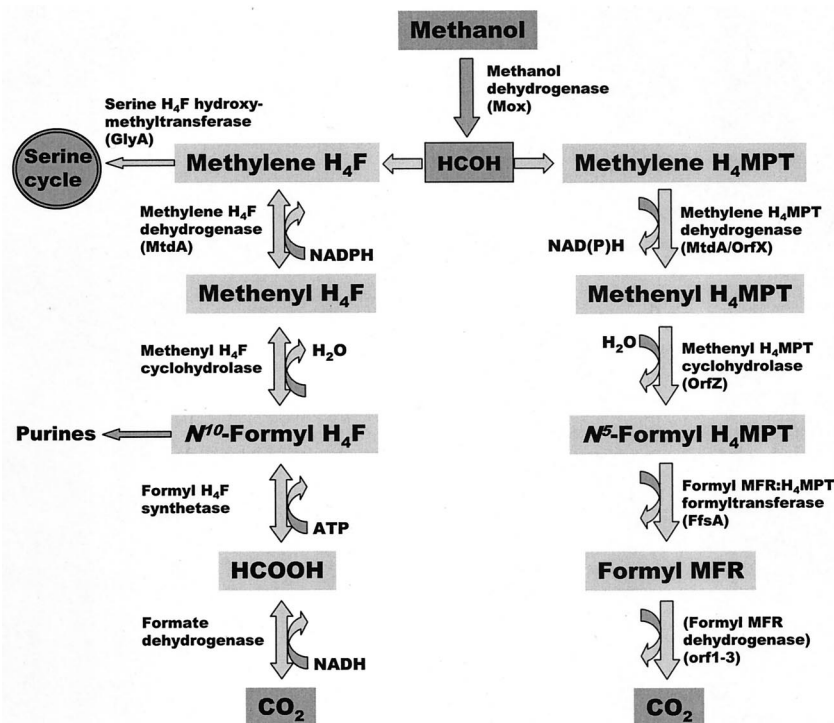 Methanol
Methanol
dehydrogenase
(Mox)
Serine H₄F hydroxy-
methyltransferase
(GlyA)
Serine
cycle
Methylene H₄F
HCOH
Methylene H₄MPT
Methylene H₄F
dehydrogenase
(MtdA)
NADPH
NAD(P)H
Methylene H₄MPT
dehydrogenase
(MtdA/OrfX)
Methenyl H₄F
Methenyl H₄MPT
Methenyl H₄F
cyclohydrolase
H₂O
H₂O
Methenyl H₄MPT
cyclohydrolase
(OrfZ)
Purines
N¹⁰-Formyl H₄F
N⁵-Formyl H₄MPT
Formyl H₄F
synthetase
ATP
Formyl MFR:H₄MPT
formyltransferase
(FfsA)
HCOOH
Formyl MFR
Formate
dehydrogenase
NADH
(Formyl MFR
dehydrogenase)
(orf1-3)
CO₂
CO₂